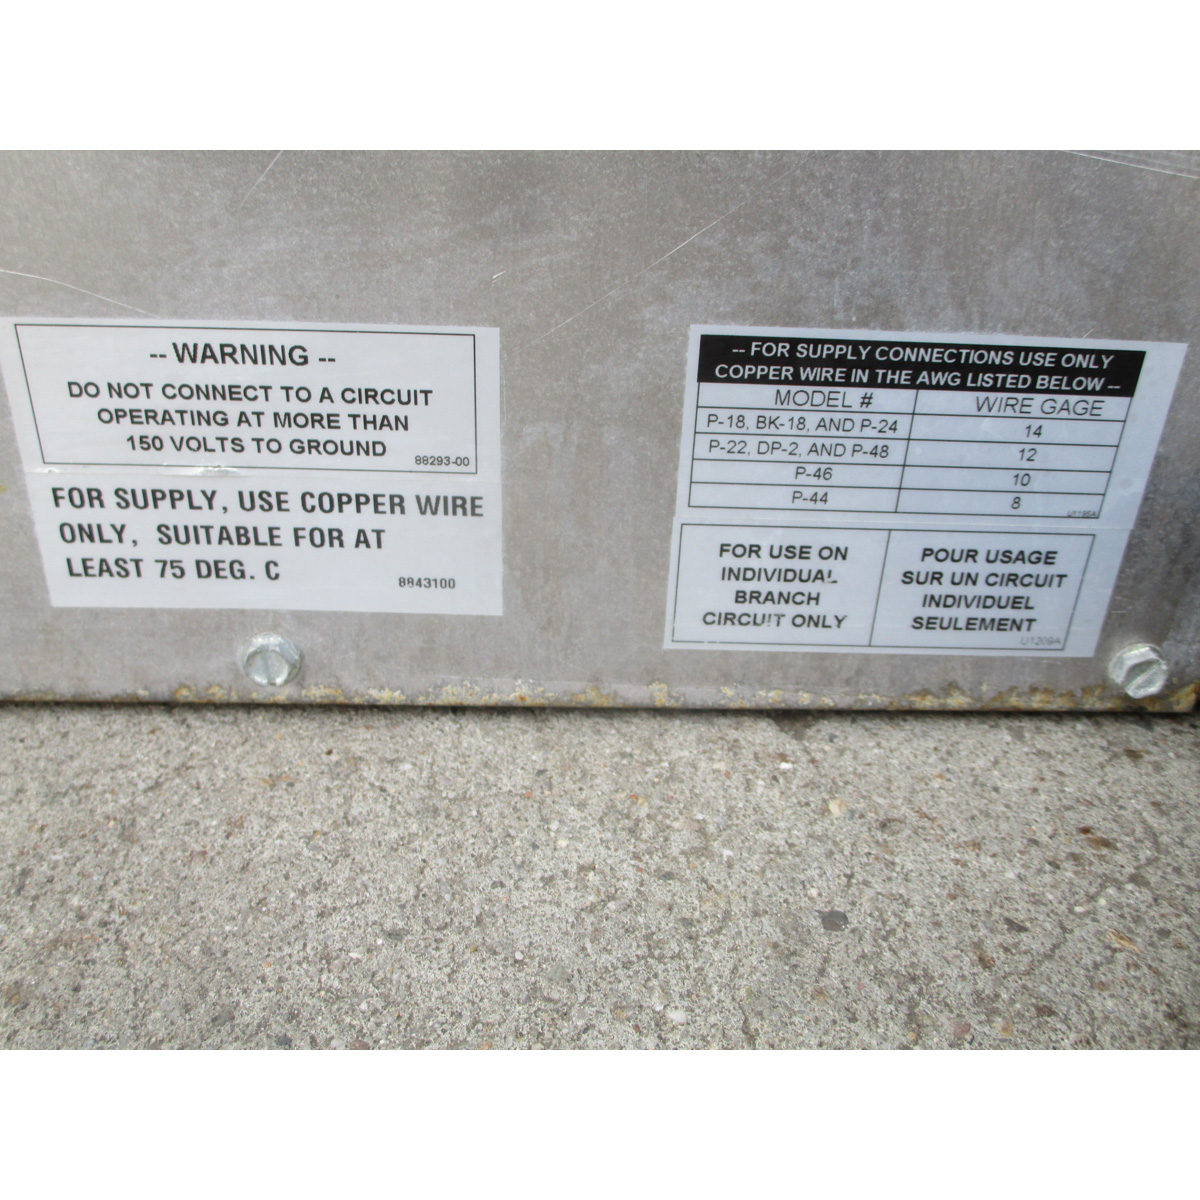 -- WARNING --
DO NOT CONNECT TO A CIRCUIT
OPERATING AT MORE THAN
150 VOLTS TO GROUND
88293-00
FOR SUPPLY, USE COPPER WIRE
ONLY, SUITABLE FOR AT
LEAST 75 DEG. C
8843100
-- FOR SUPPLY CONNECTIONS USE ONLY
COPPER WIRE IN THE AWG LISTED BELOW --
MODEL # WIRE GAGE
P-18, BK-18, AND P-24 14
P-22, DP-2, AND P-48 12
P-46 10
P-44 8
U1195A
FOR USE ON
INDIVIDUAL
BRANCH
CIRCUIT ONLY
POUR USAGE
SUR UN CIRCUIT
INDIVIDUEL
SEULEMENT
U1209A